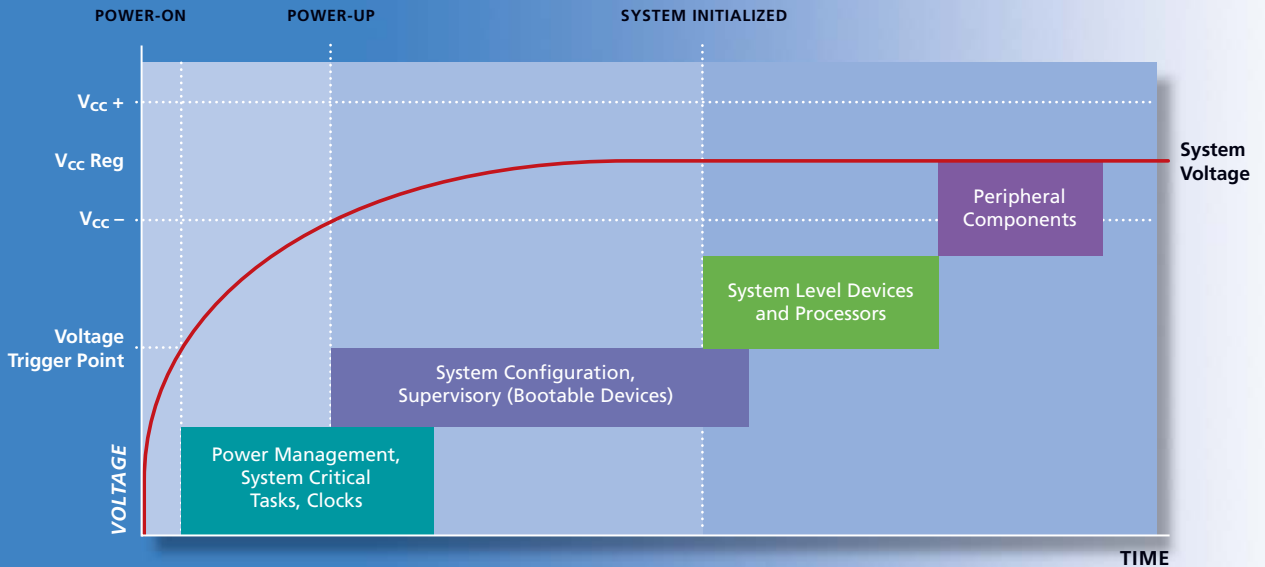 POWER-ON
POWER-UP
SYSTEM INITIALIZED
VCC +
VCC Reg
VCC –
Voltage
Trigger Point
VOLTAGE
System
Voltage
Peripheral
Components
System Level Devices
and Processors
System Configuration,
Supervisory (Bootable Devices)
Power Management,
System Critical
Tasks, Clocks
TIME